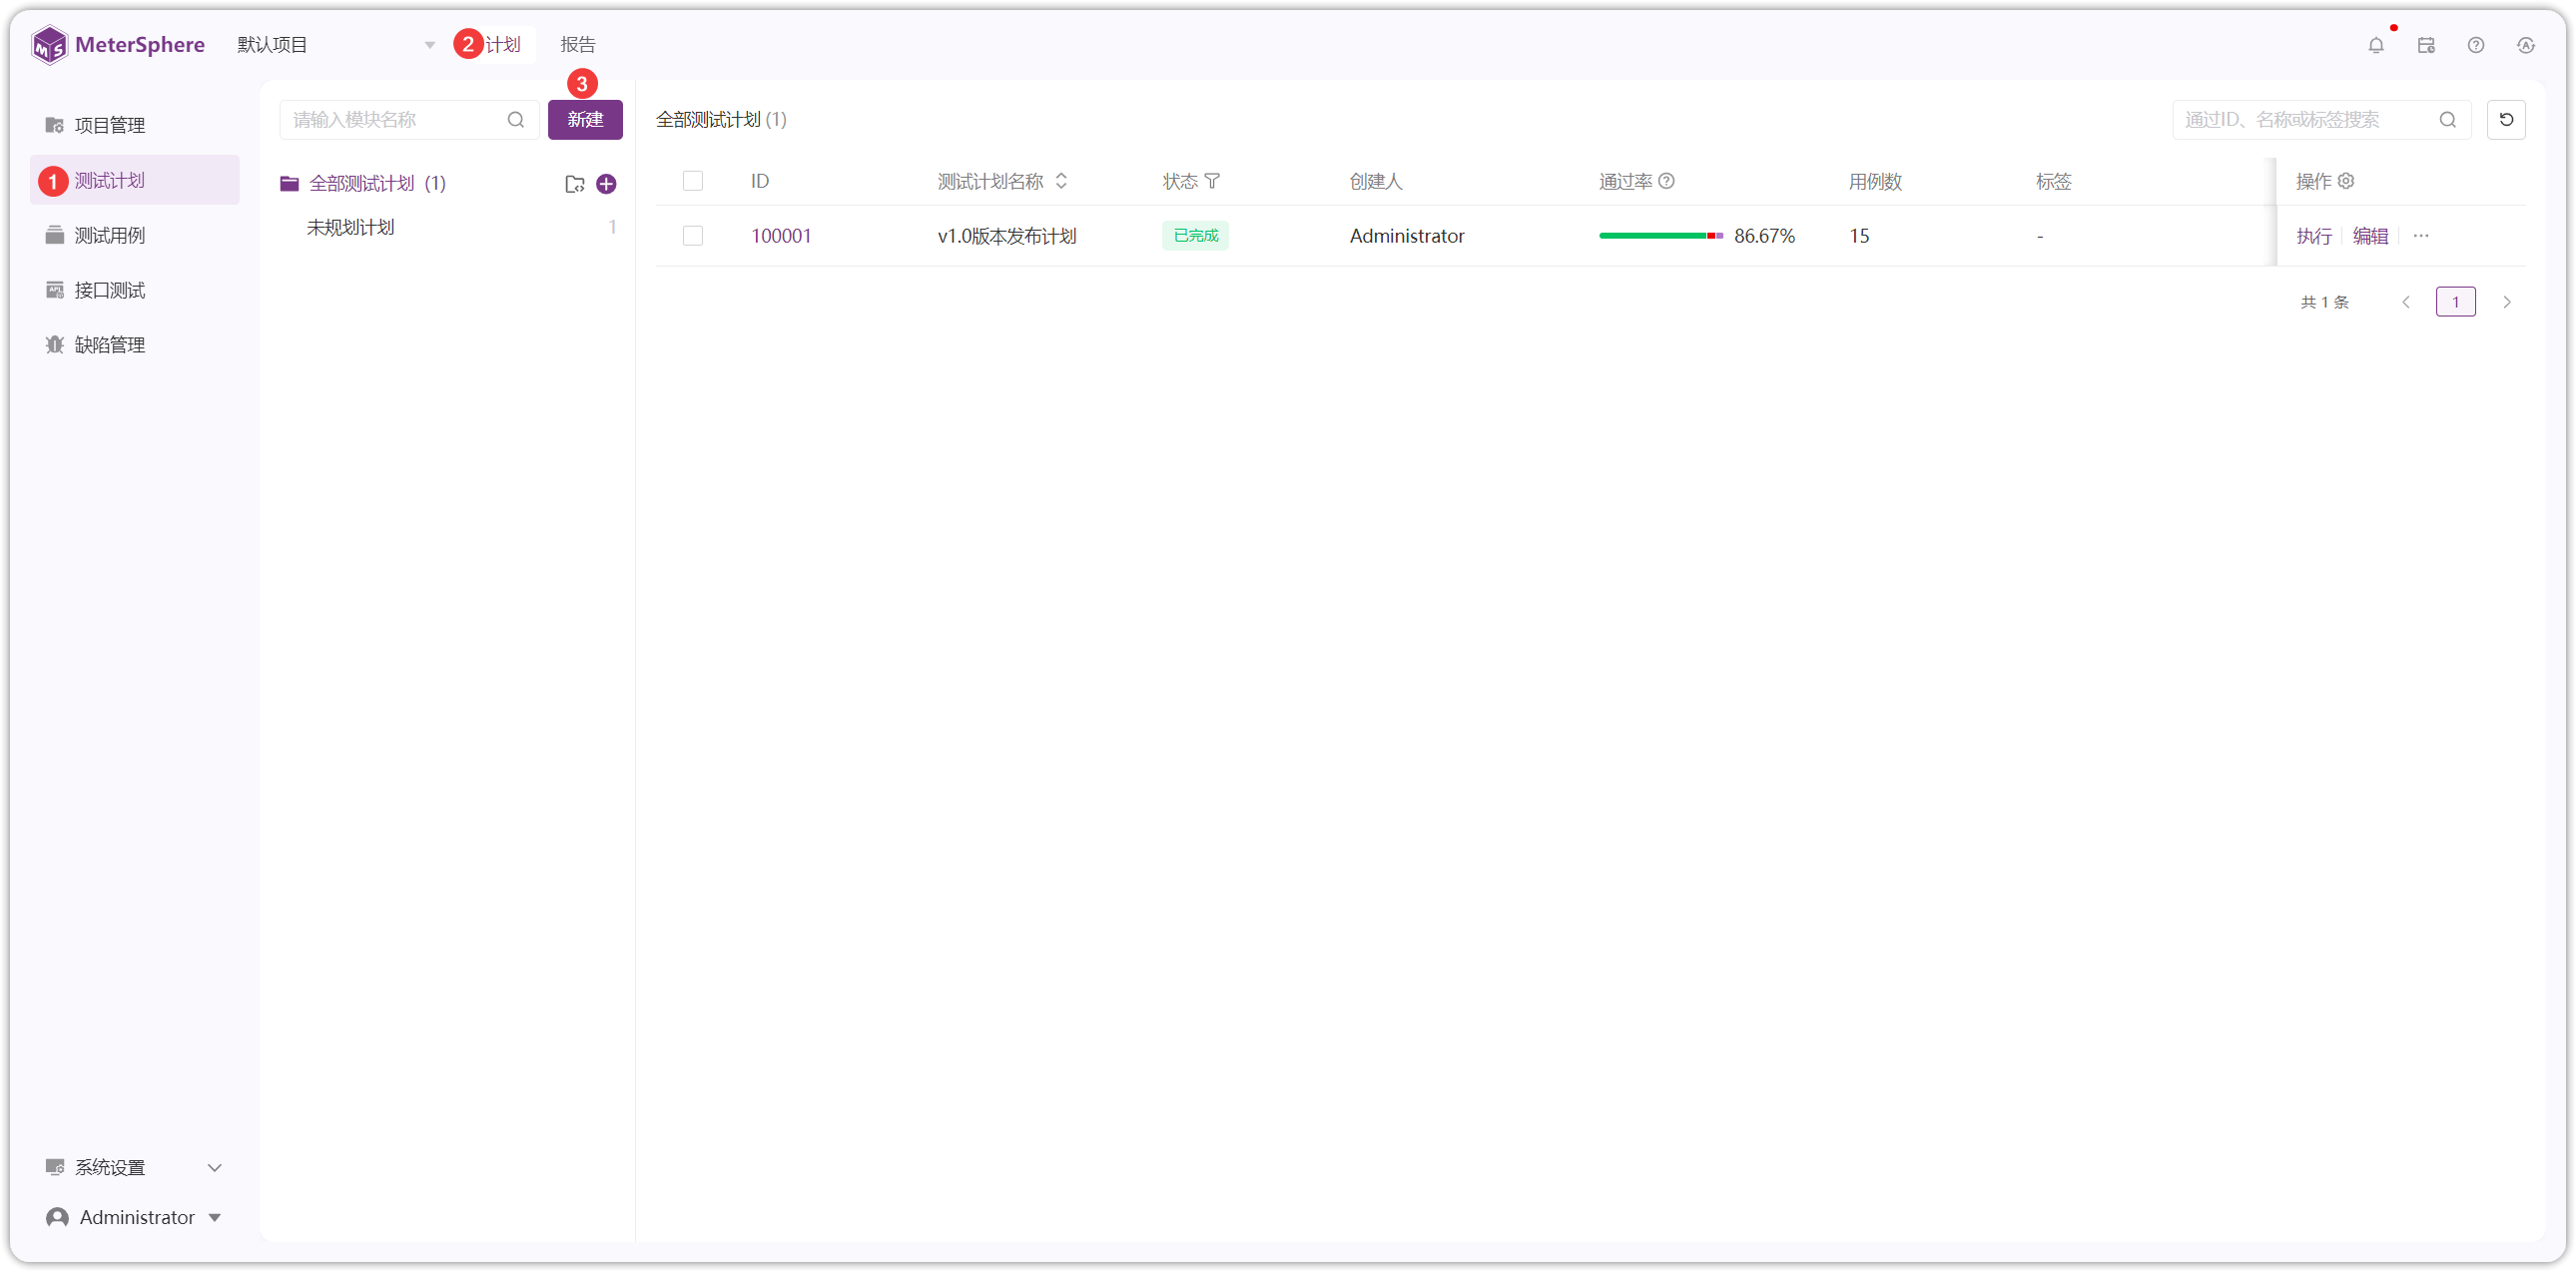 MeterSphere 默认项目 2 计划 报告
3
项目管理
1 测试计划
测试用例
接口测试
缺陷管理
系统设置
Administrator
请输入模块名称 新建
全部测试计划 (1)
未规划计划 1
全部测试计划 (1) 通过ID、名称或标签搜索
ID 测试计划名称 状态 创建人 通过率 用例数 标签 操作
100001 v1.0版本发布计划 已完成 Administrator 86.67% 15 - 执行 编辑 ...
共 1 条 1